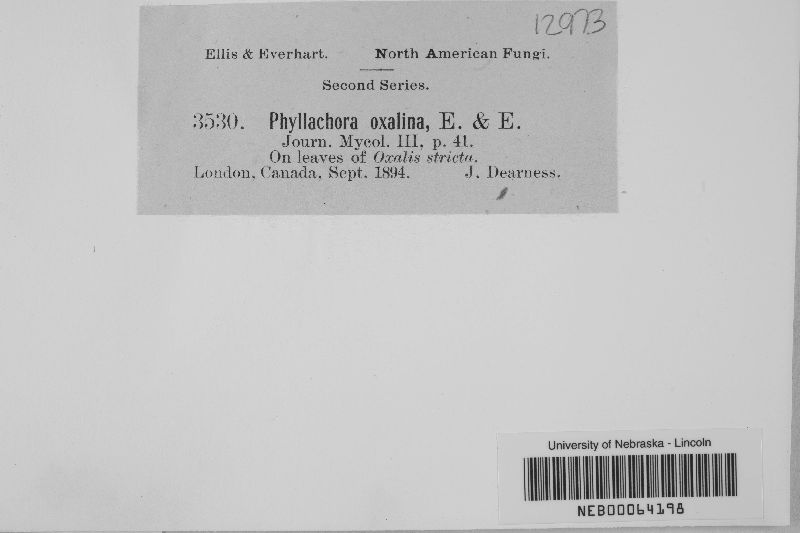 12973
Ellis & Everhart. North American Fungi.
Second Series.
3530. Phyllachora oxalina, E. & E.
Journ. Mycol. III, p. 41.
On leaves of Oxalis stricta.
London, Canada, Sept. 1894. J. Dearness.
University of Nebraska - Lincoln
NEB00064198